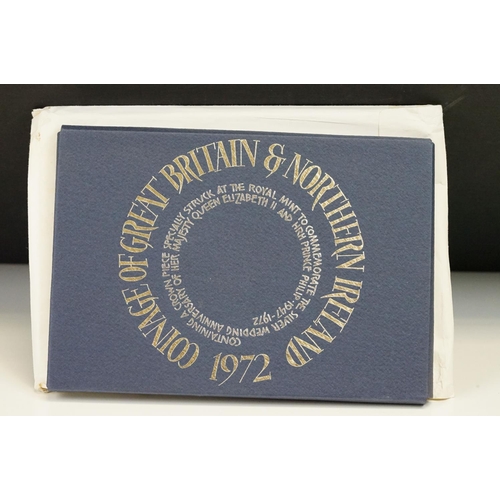 COINAGE OF GREAT BRITAIN & NORTHERN IRELAND
1972
CONTAINING A CROWN PIECE SPECIALLY STRUCK AT THE ROYAL MINT TO COMMEMORATE THE SILVER WEDDING
ANNIVERSARY OF HER MAJESTY QUEEN ELIZABETH II AND HRH PRINCE PHILIP·1947-1972